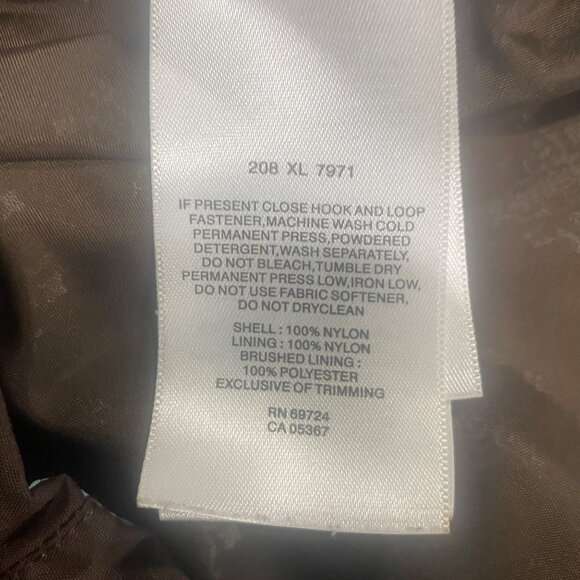 208 XL 7971
IF PRESENT CLOSE HOOK AND LOOP
FASTENER,MACHINE WASH COLD
PERMANENT PRESS,POWDERED
DETERGENT,WASH SEPARATELY,
DO NOT BLEACH,TUMBLE DRY
PERMANENT PRESS LOW,IRON LOW,
DO NOT USE FABRIC SOFTENER,
DO NOT DRYCLEAN
SHELL : 100% NYLON
LINING : 100% NYLON
BRUSHED LINING :
100% POLYESTER
EXCLUSIVE OF TRIMMING
RN 69724
CA 05367